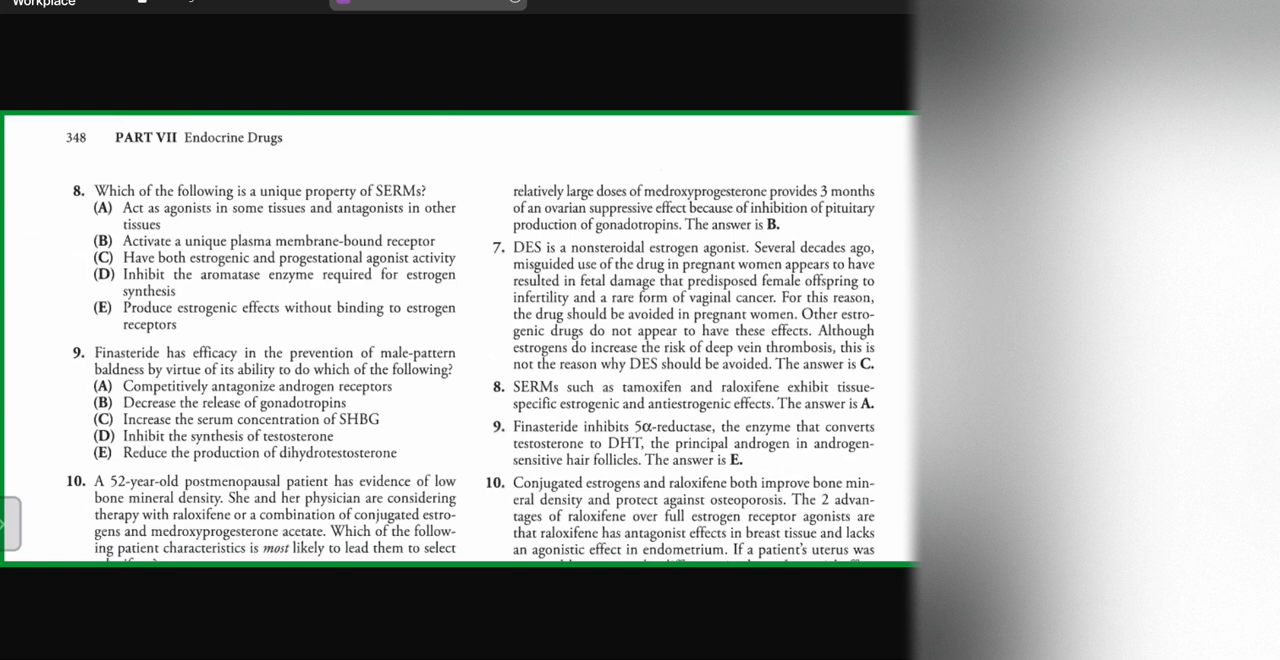 Workplace
348 PART VII Endocrine Drugs
8. Which of the following is a unique property of SERMs?
(A) Act as agonists in some tissues and antagonists in other
tissues
(B) Activate a unique plasma membrane-bound receptor
(C) Have both estrogenic and progestational agonist activity
(D) Inhibit the aromatase enzyme required for estrogen
synthesis
(E) Produce estrogenic effects without binding to estrogen
receptors
9. Finasteride has efficacy in the prevention of male-pattern
baldness by virtue of its ability to do which of the following?
(A) Competitively antagonize androgen receptors
(B) Decrease the release of gonadotropins
(C) Increase the serum concentration of SHBG
(D) Inhibit the synthesis of testosterone
(E) Reduce the production of dihydrotestosterone
10. A 52-year-old postmenopausal patient has evidence of low
bone mineral density. She and her physician are considering
therapy with raloxifene or a combination of conjugated estro-
gens and medroxyprogesterone acetate. Which of the follow-
ing patient characteristics is most likely to lead them to select
relatively large doses of medroxyprogesterone provides 3 months
of an ovarian suppressive effect because of inhibition of pituitary
production of gonadotropins. The answer is B.
7. DES is a nonsteroidal estrogen agonist. Several decades ago,
misguided use of the drug in pregnant women appears to have
resulted in fetal damage that predisposed female offspring to
infertility and a rare form of vaginal cancer. For this reason,
the drug should be avoided in pregnant women. Other estro-
genic drugs do not appear to have these effects. Although
estrogens do increase the risk of deep vein thrombosis, this is
not the reason why DES should be avoided. The answer is C.
8. SERMs such as tamoxifen and raloxifene exhibit tissue-
specific estrogenic and antiestrogenic effects. The answer is A.
9. Finasteride inhibits 5α-reductase, the enzyme that converts
testosterone to DHT, the principal androgen in androgen-
sensitive hair follicles. The answer is E.
10. Conjugated estrogens and raloxifene both improve bone min-
eral density and protect against osteoporosis. The 2 advan-
tages of raloxifene over full estrogen receptor agonists are
that raloxifene has antagonist effects in breast tissue and lacks
an agonistic effect in endometrium. If a patient's uterus was